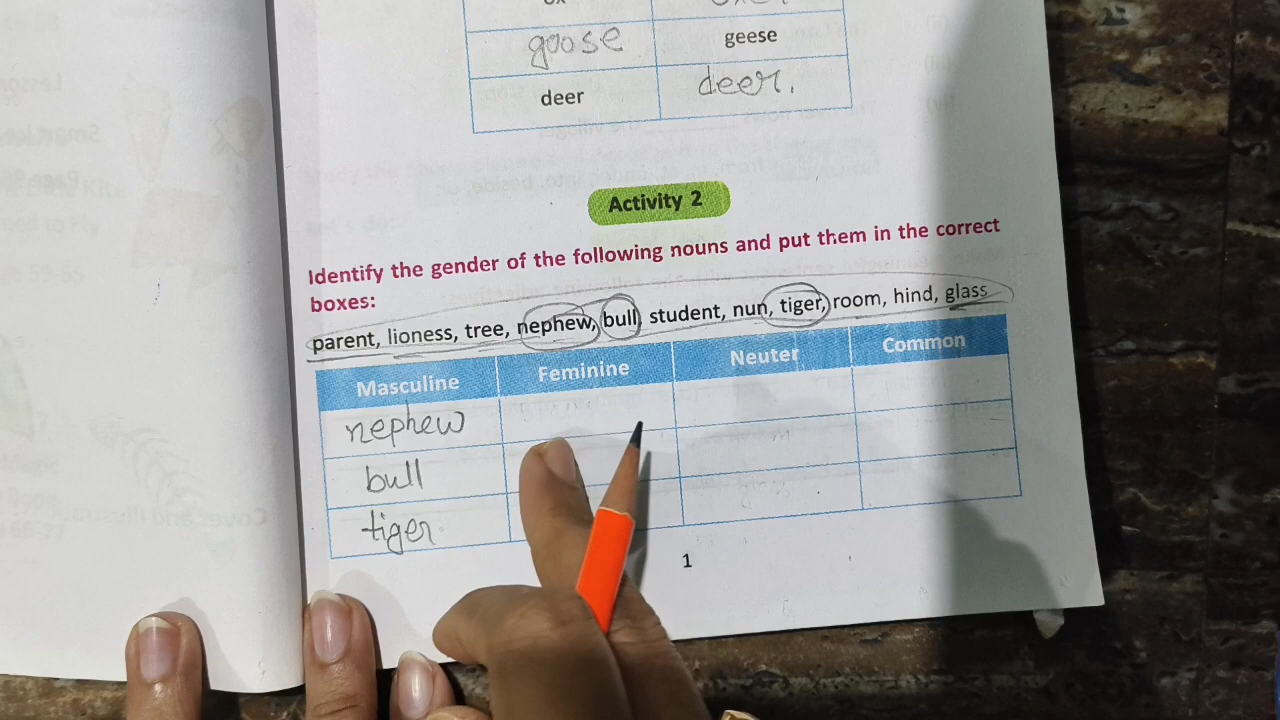 goose geese
deer deer.
Activity 2
Identify the gender of the following nouns and put them in the correct
boxes:
parent, lioness, tree, nephew, bull, student, nun, tiger, room, hind, glass
Masculine Feminine Neuter Common
nephew
bull
tiger
1